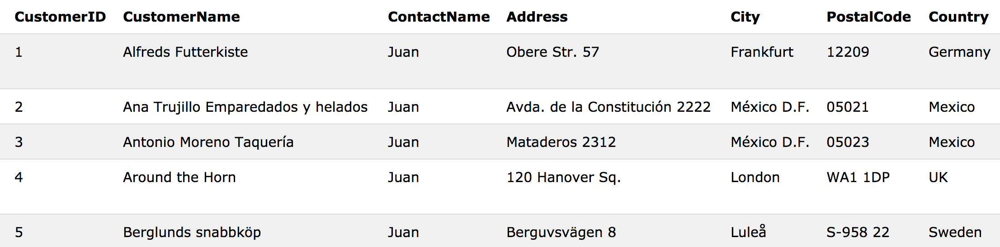 CustomerID CustomerName ContactName Address City PostalCode Country
1 Alfreds Futterkiste Juan Obere Str. 57 Frankfurt 12209 Germany
2 Ana Trujillo Emparedados y helados Juan Avda. de la Constitución 2222 México D.F. 05021 Mexico
3 Antonio Moreno Taquería Juan Mataderos 2312 México D.F. 05023 Mexico
4 Around the Horn Juan 120 Hanover Sq. London WA1 1DP UK
5 Berglunds snabbköp Juan Berguvsvägen 8 Luleå S-958 22 Sweden